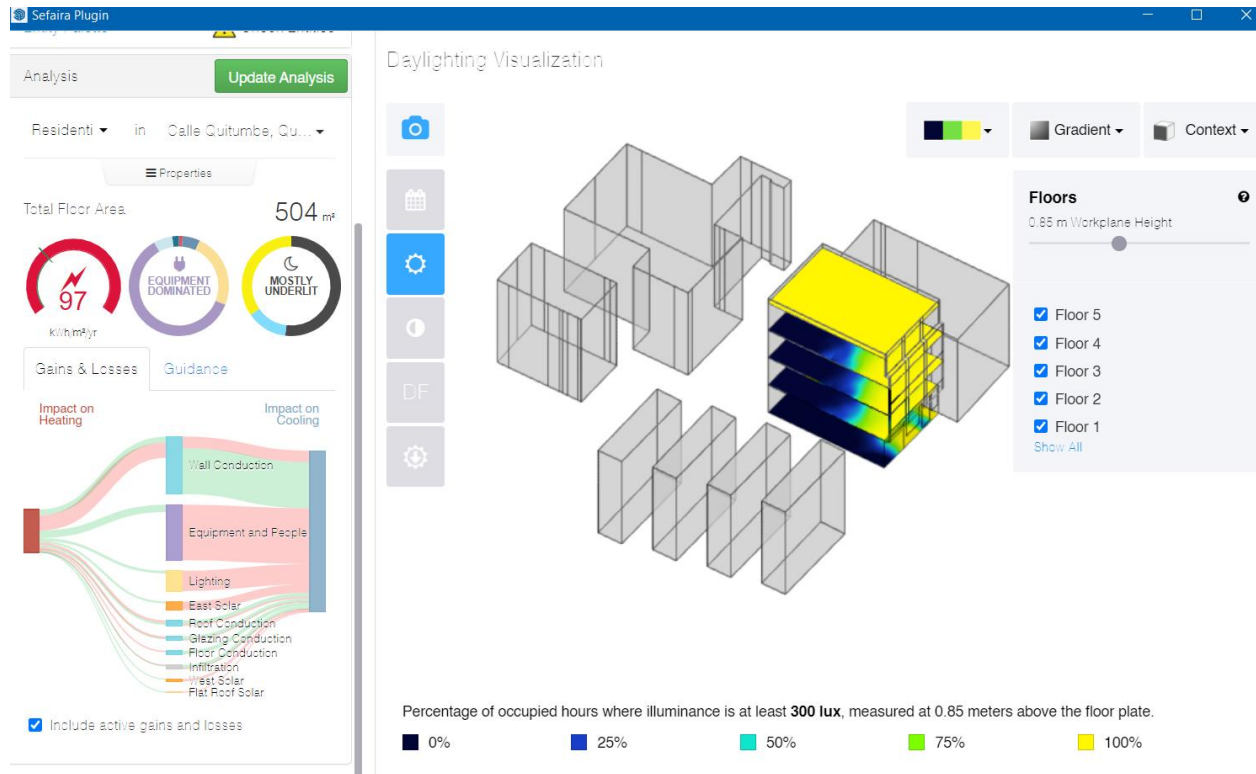 Sefaira Plugin
Analysis
Update Analysis
Residenti in Calle Quitumbe, Qu...
Properties
Total Floor Area
504 m²
97
kWh/m²/yr
EQUIPMENT
DOMINATED
MOSTLY
UNDERLIT
Gains & Losses
Guidance
Impact on
Heating
Impact on
Cooling
Wall Conduction
Equipment and People
Lighting
East Solar
Roof Conduction
Glazing Conduction
Floor Conduction
Infiltration
West Solar
Flat Roof Solar
Include active gains and losses
Daylighting Visualization
DF
Gradient
Context
Floors
0.85 m Workplane Height
Floor 5
Floor 4
Floor 3
Floor 2
Floor 1
Show All
Percentage of occupied hours where illuminance is at least 300 lux, measured at 0.85 meters above the floor plate.
0% 25% 50% 75% 100%